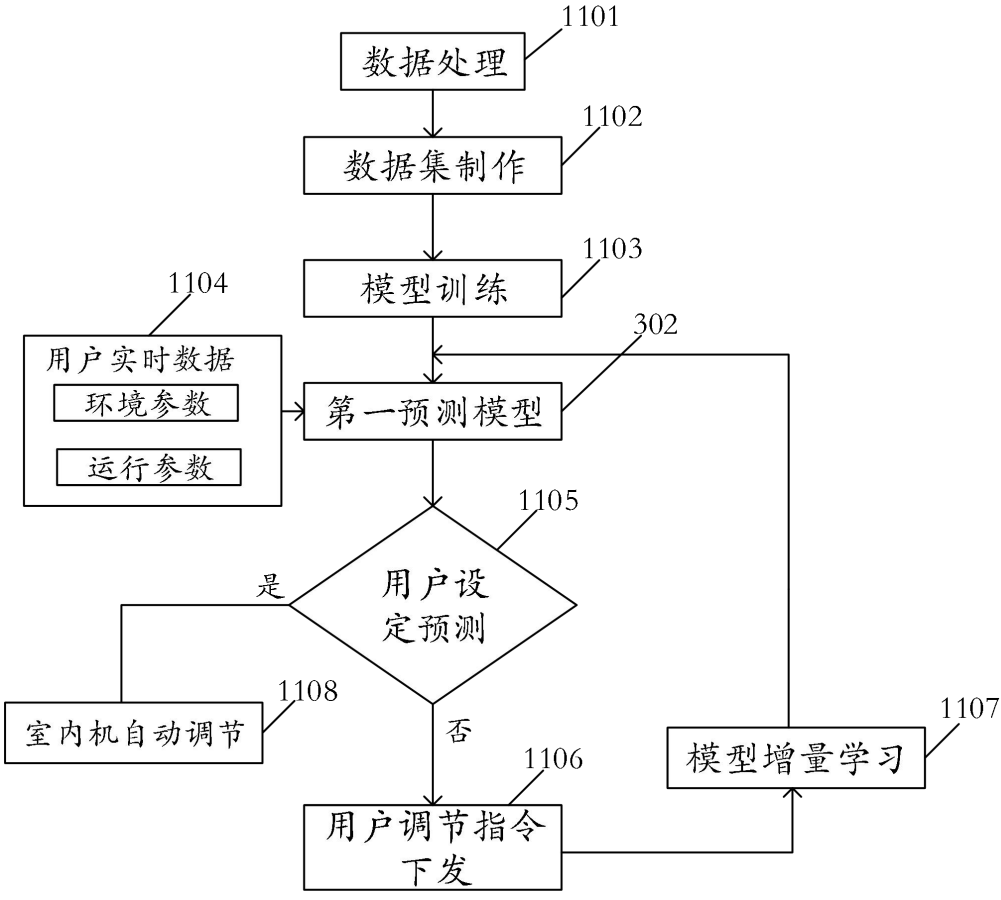 1101
数据处理
1102
数据集制作
1103
模型训练
1104
302
用户实时数据
环境参数
第一预测模型
运行参数
1105
是
用户设
定预测
1108
室内机自动调节
否
1107
模型增量学习
1106
用户调节指令
下发